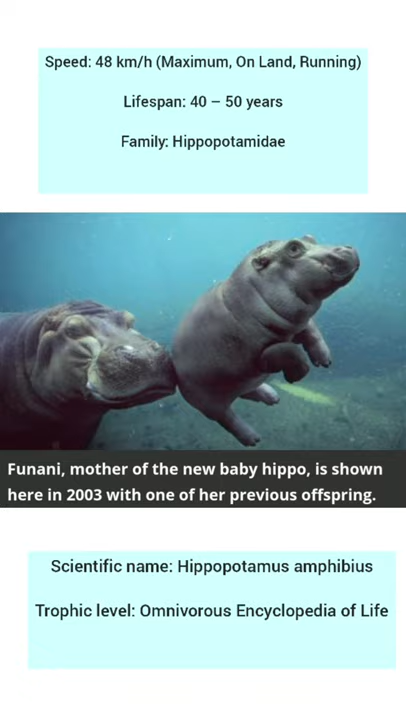 Speed: 48 km/h (Maximum, On Land, Running)
Lifespan: 40 – 50 years
Family: Hippopotamidae
Funani, mother of the new baby hippo, is shown
here in 2003 with one of her previous offspring.
Scientific name: Hippopotamus amphibius
Trophic level: Omnivorous Encyclopedia of Life